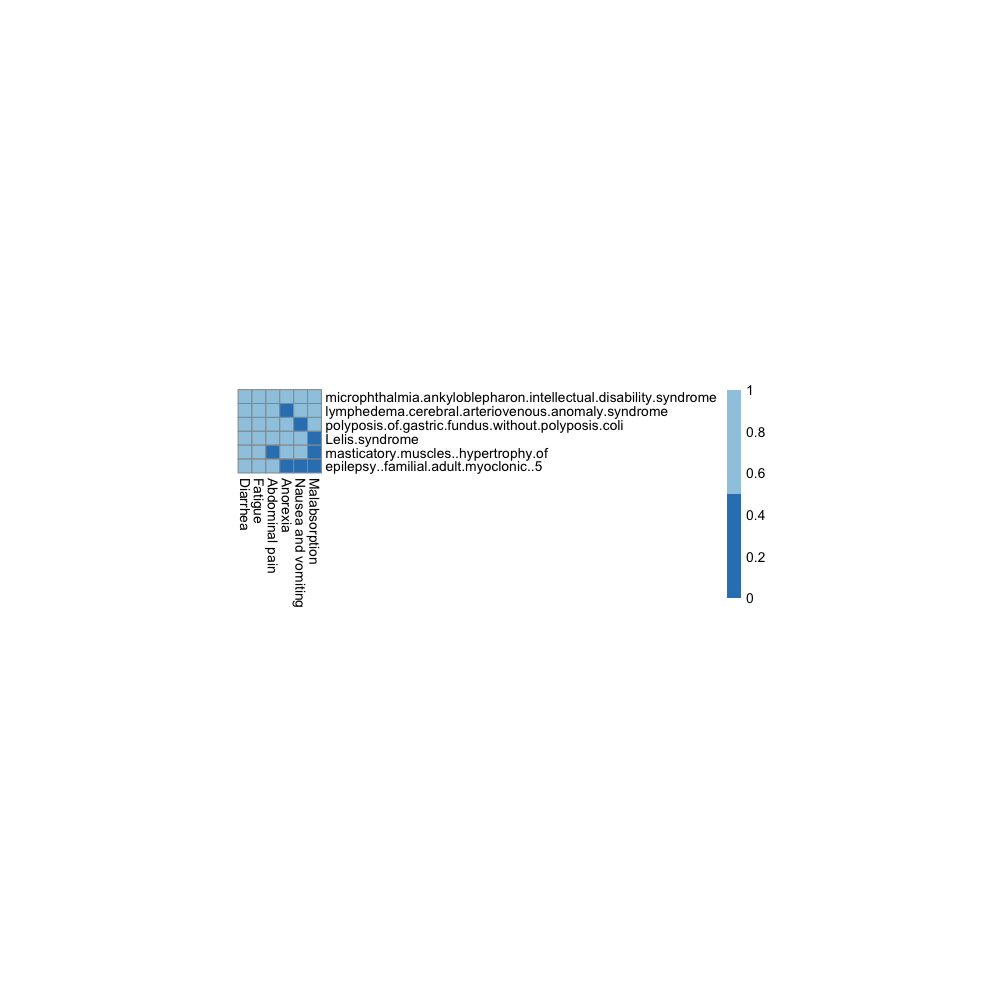 microphthalmia.ankyloblepharon.intellectual.disability.syndrome
lymphedema.cerebral.arteriovenous.anomaly.syndrome
polyposis.of.gastric.fundus.without.polyposis.coli
Lelis.syndrome
masticatory.muscles..hypertrophy.of
epilepsy..familial.adult.myoclonic..5
Diarrhea
Fatigue
Abdominal pain
Anorexia
Nausea and vomiting
Malabsorption
1
0.8
0.6
0.4
0.2
0